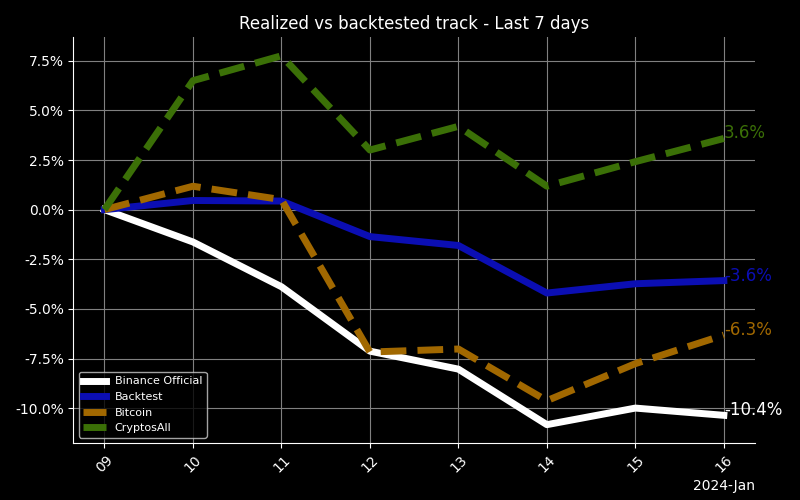 Realized vs backtested track - Last 7 days
7.5%
5.0%
2.5%
0.0%
-2.5%
-5.0%
-7.5%
-10.0%
3.6%
-3.6%
-6.3%
-10.4%
Binance Official
Backtest
Bitcoin
CryptosAll
09 10 11 12 13 14 15 16
2024-Jan